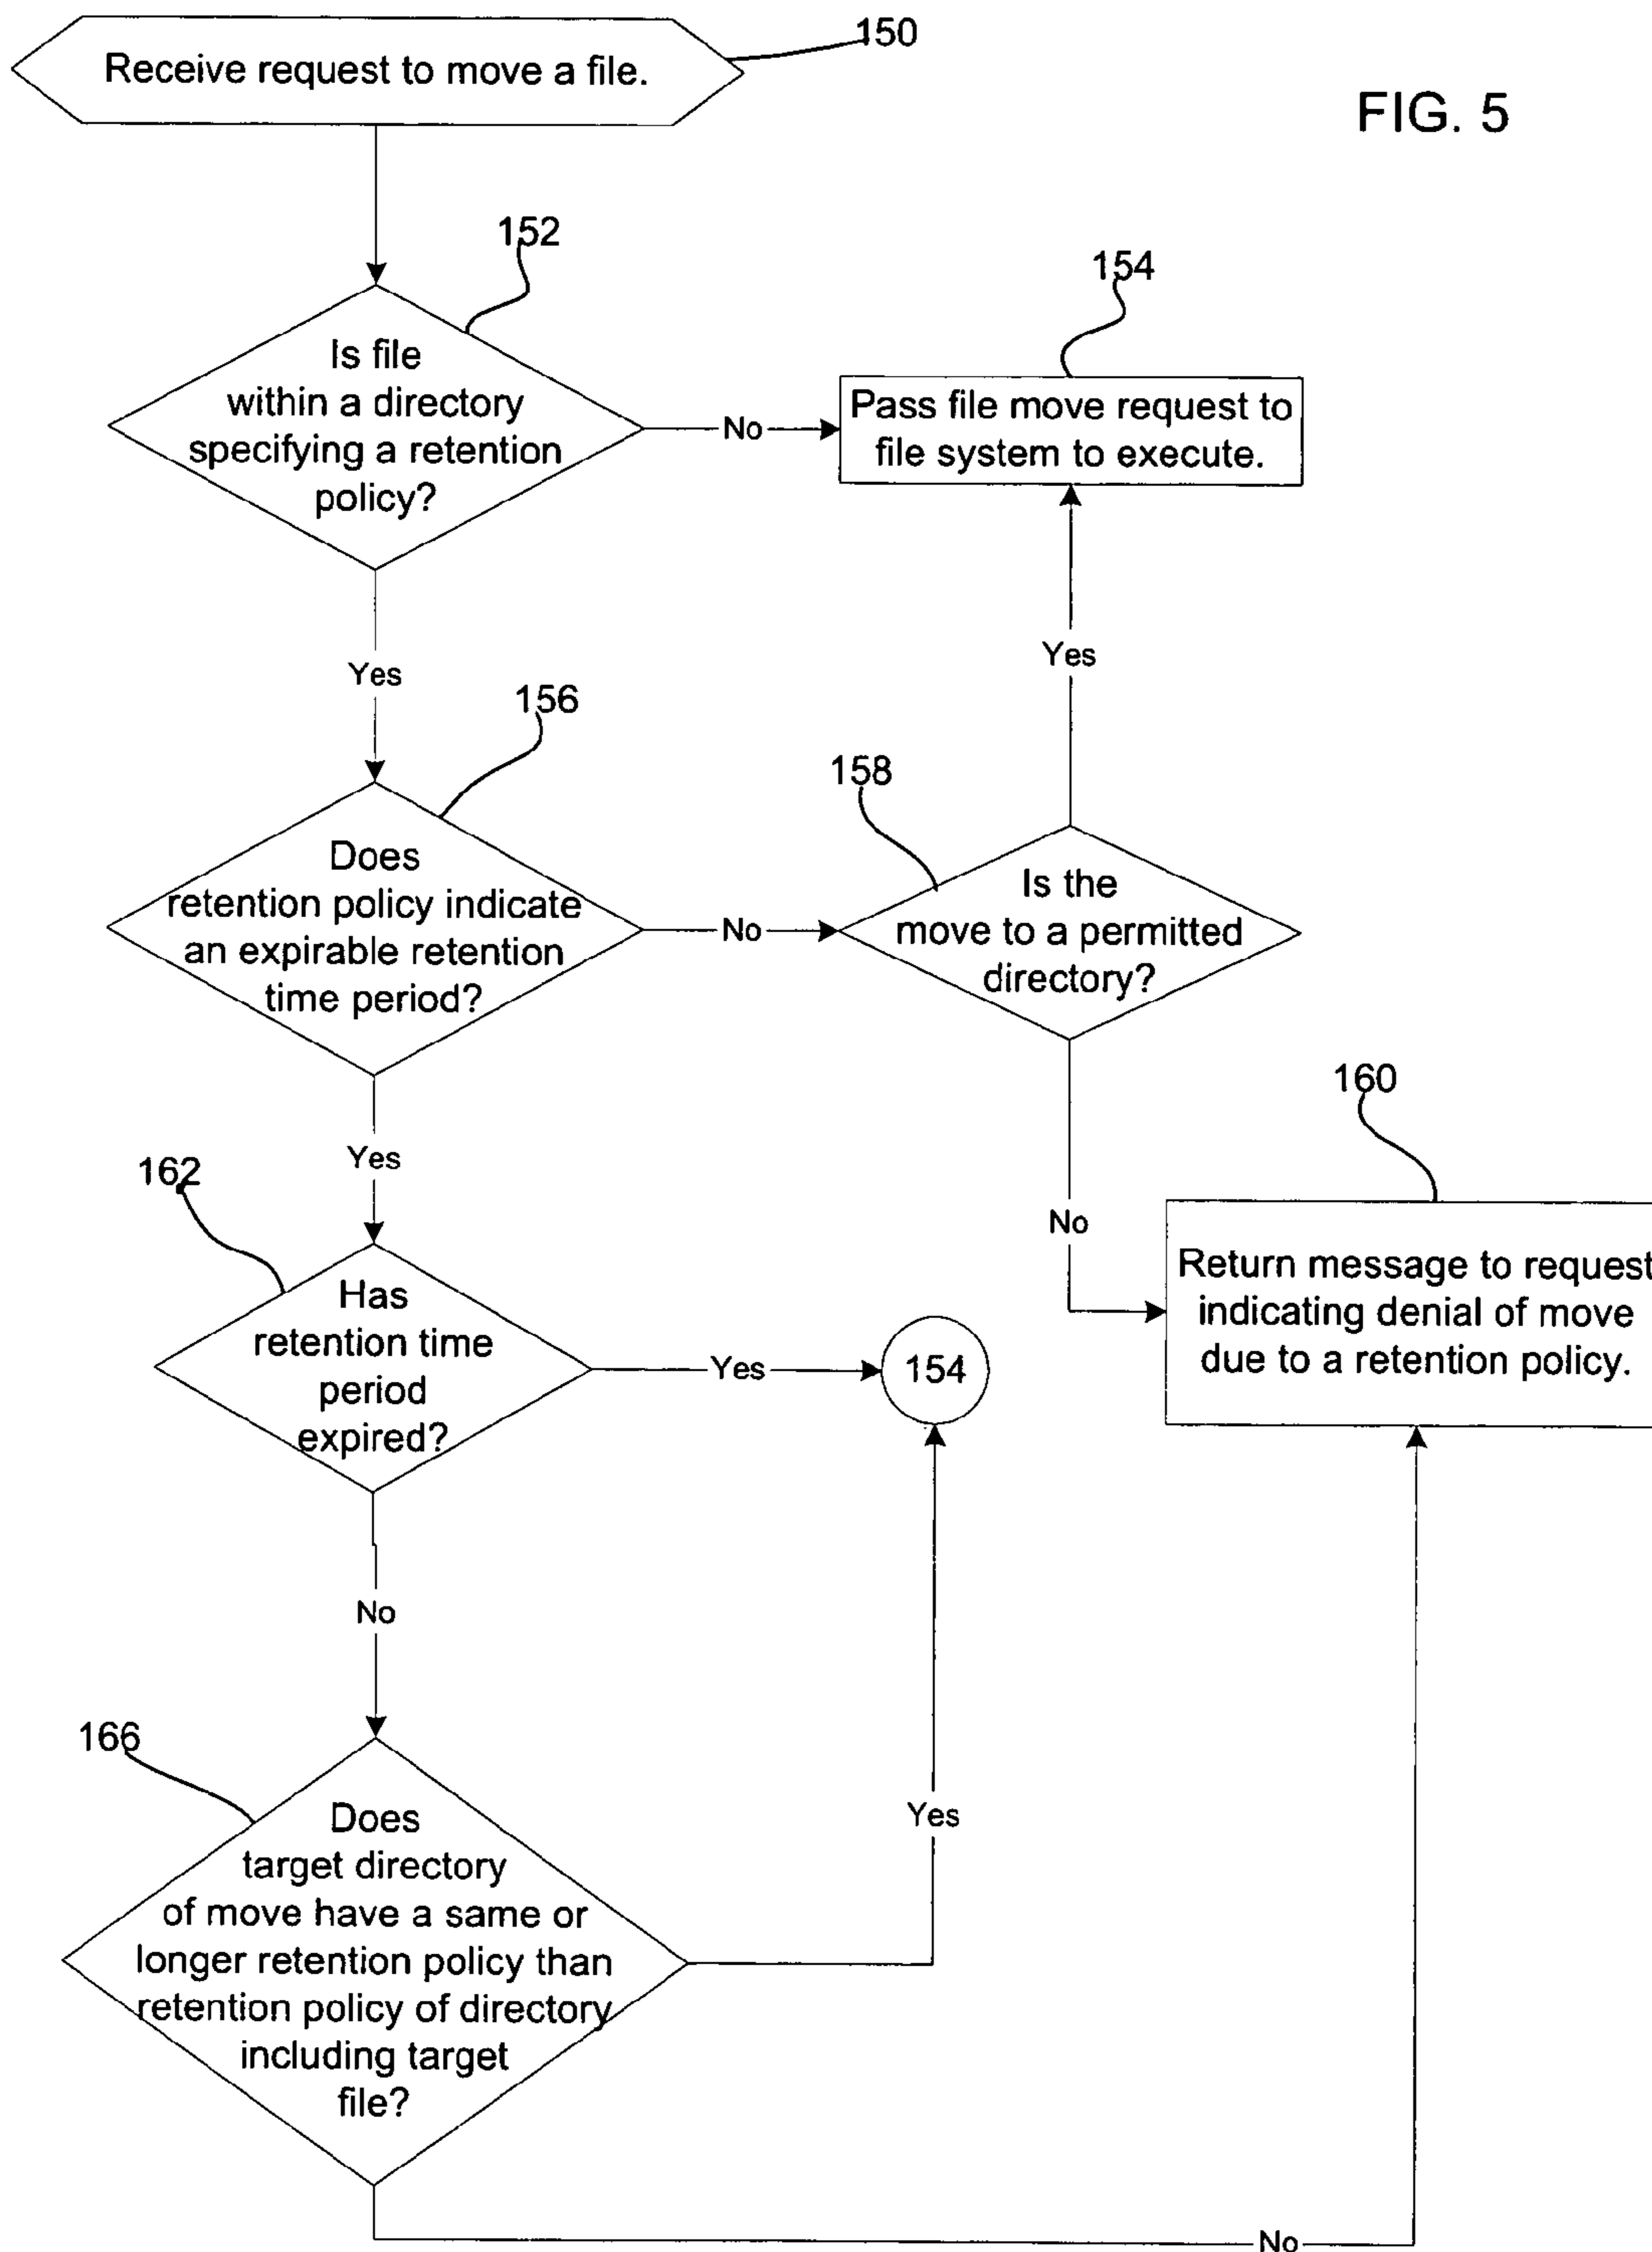 150
Receive request to move a file.
FIG. 5
152
154
Is file
within a directory
specifying a retention
policy?
No
Pass file move request to
file system to execute.
Yes
Yes
156
158
Does
retention policy indicate
an expirable retention
time period?
No
Is the
move to a permitted
directory?
160
Yes
162
No
Has
retention time
period
expired?
Yes
154
Return message to request
indicating denial of move
due to a retention policy.
No
166
Does
target directory
of move have a same or
longer retention policy than
retention policy of directory
including target
file?
Yes
No